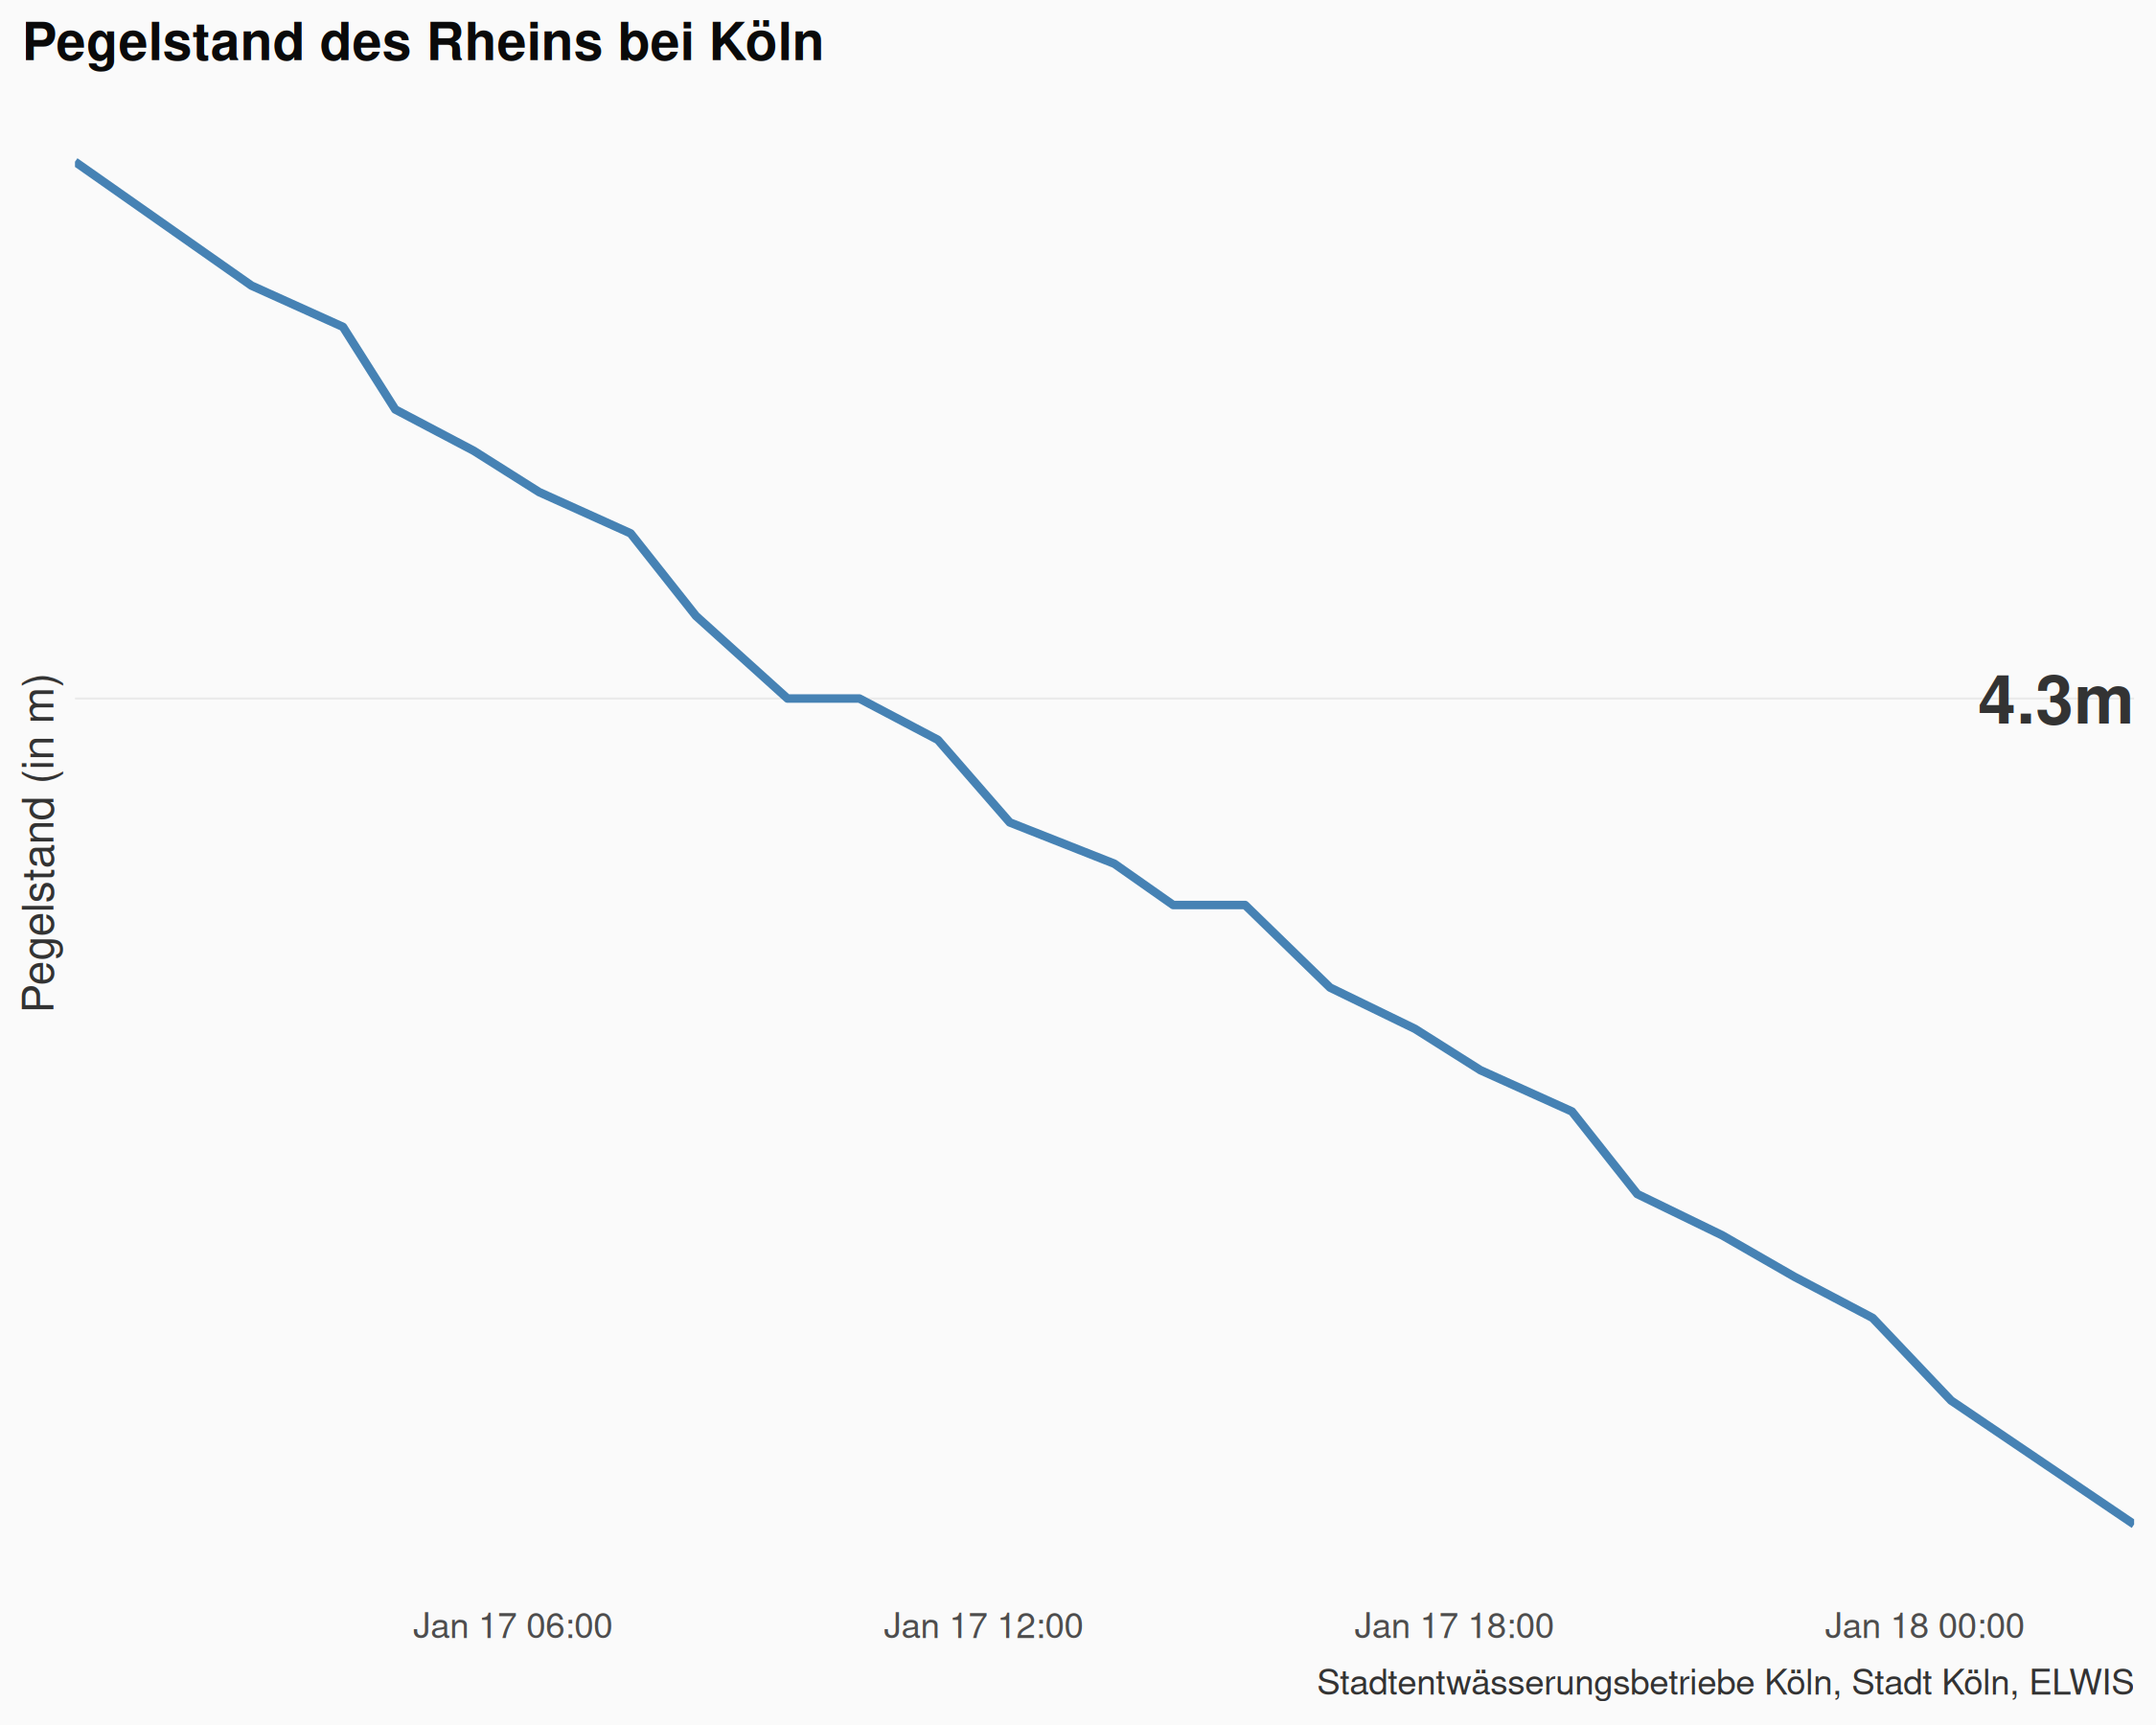 Pegelstand des Rheins bei Köln
Pegelstand (in m)
4.3m
Jan 17 06:00
Jan 17 12:00
Jan 17 18:00
Jan 18 00:00
Stadtentwässerungsbetriebe Köln, Stadt Köln, ELWIS